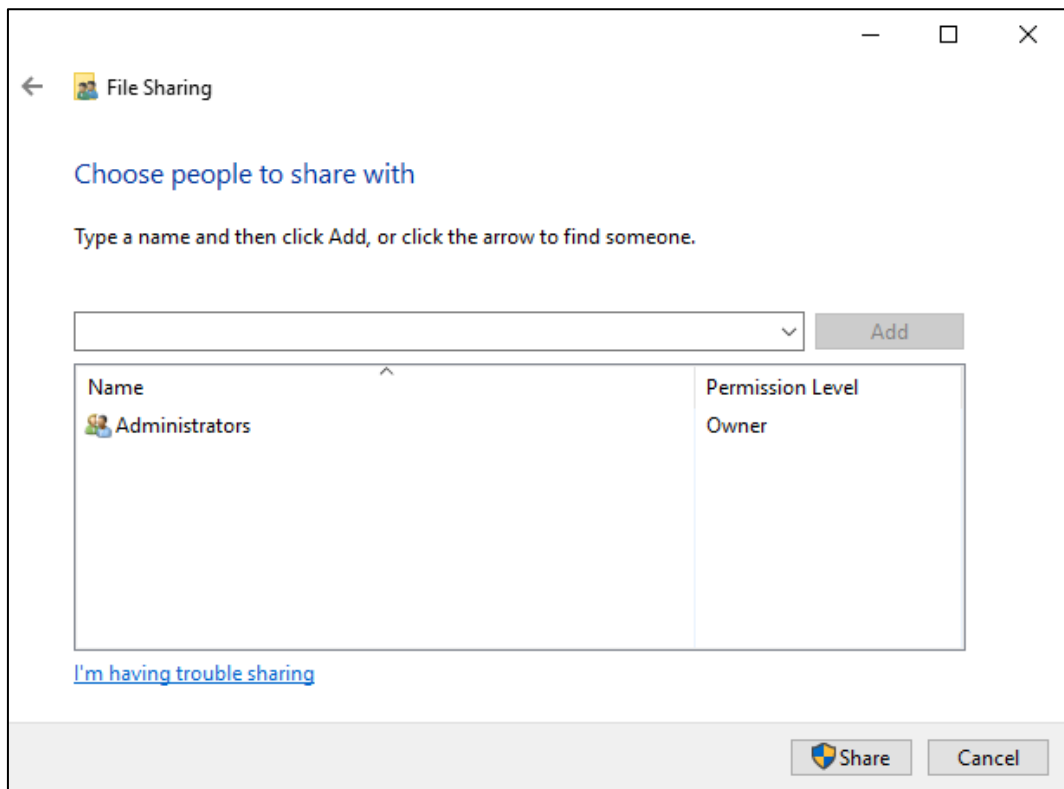 File Sharing
Choose people to share with
Type a name and then click Add, or click the arrow to find someone.
Add
Name Permission Level
Administrators Owner
I'm having trouble sharing
Share Cancel